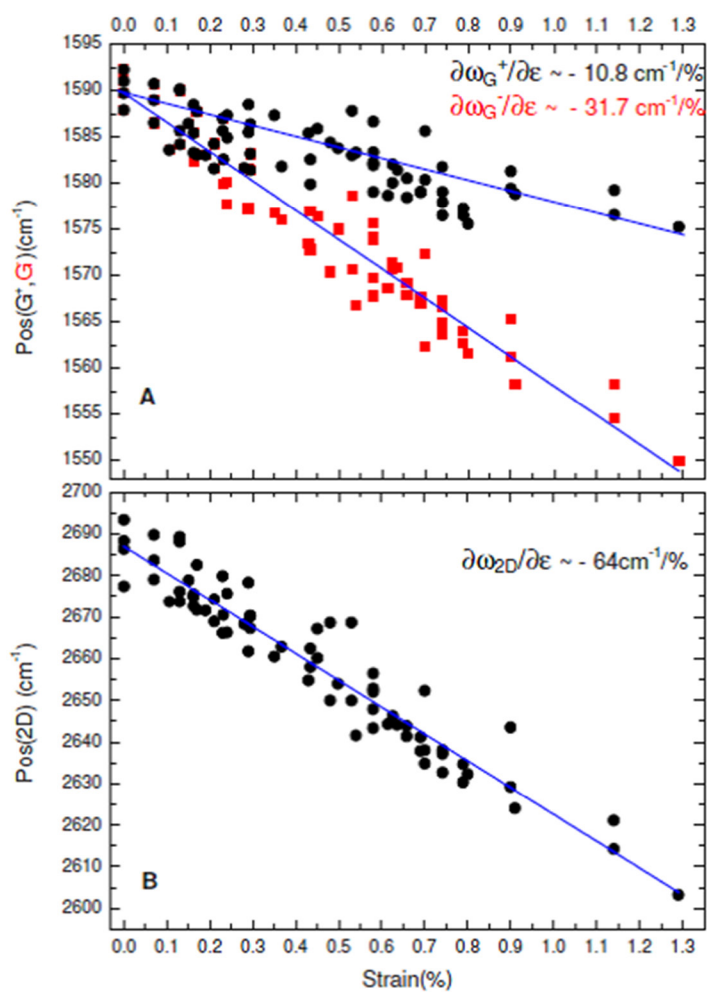 0.0 0.1 0.2 0.3 0.4 0.5 0.6 0.7 0.8 0.9 1.0 1.1 1.2 1.3
1595
1590
1585
1580
1575
1570
1565
1560
1555
1550
Pos(G⁺,G⁻)(cm⁻¹)
∂ω_G⁺/∂ε ~ - 10.8 cm⁻¹/%
∂ω_G⁻/∂ε ~ - 31.7 cm⁻¹/%
A
2700
2690
2680
2670
2660
2650
2640
2630
2620
2610
2600
Pos(2D) (cm⁻¹)
∂ω₂D/∂ε ~ - 64cm⁻¹/%
B
0.0 0.1 0.2 0.3 0.4 0.5 0.6 0.7 0.8 0.9 1.0 1.1 1.2 1.3
Strain(%)